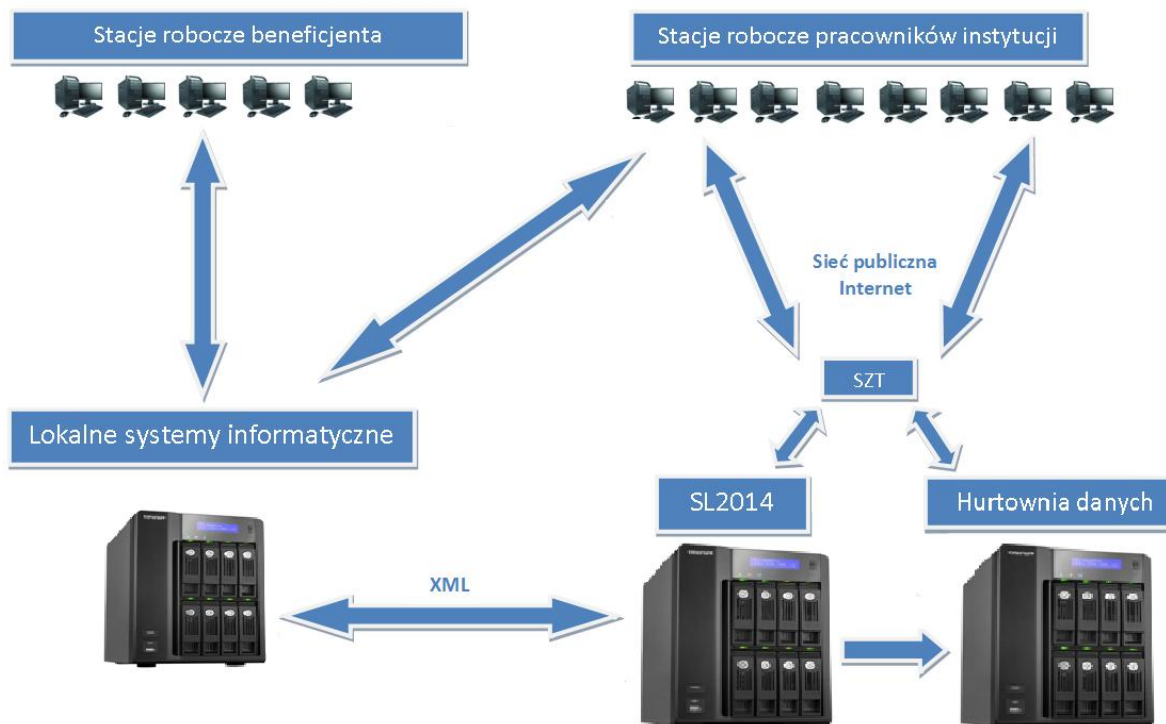 Stacje robocze beneficjenta
Stacje robocze pracowników instytucji
Sieć publiczna
Internet
SZT
Lokalne systemy informatyczne
SL2014
Hurtownia danych
XML